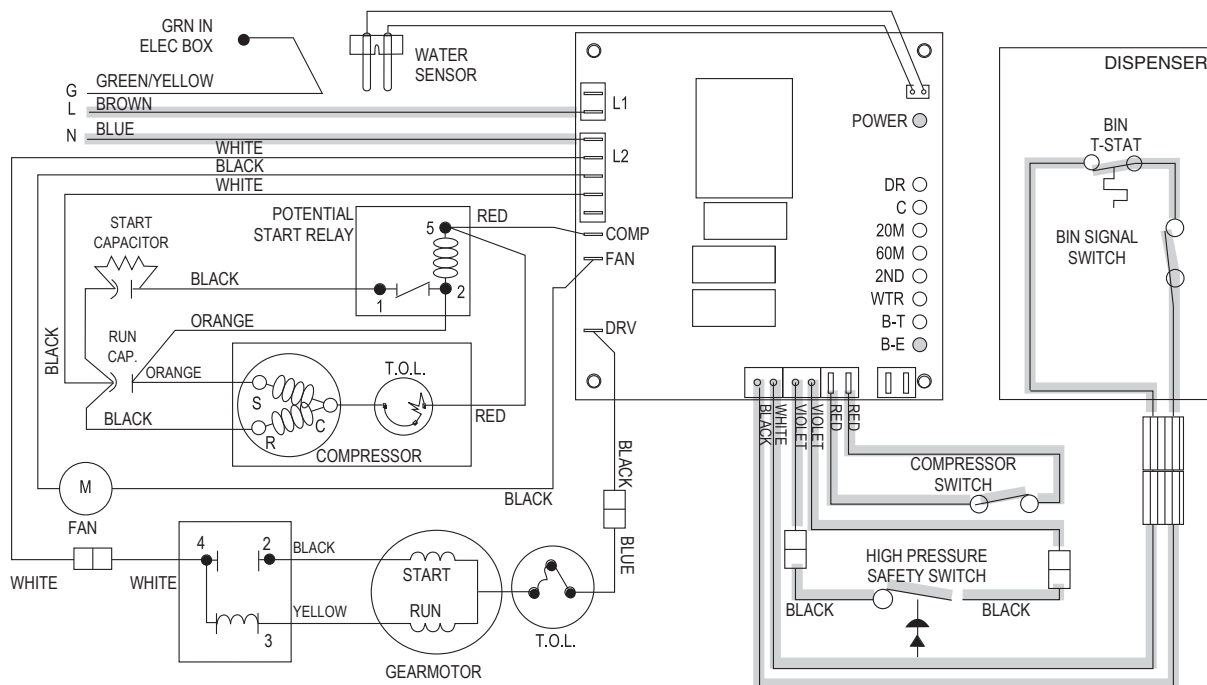 GRN IN
ELEC BOX
WATER
SENSOR
G GREEN/YELLOW
L BROWN
N BLUE
WHITE
BLACK
WHITE
L1
L2
COMP
FAN
DRV
POWER
DR
C
20M
60M
2ND
WTR
B-T
B-E
DISPENSER
BIN
T-STAT
BIN SIGNAL
SWITCH
START
CAPACITOR
POTENTIAL
START RELAY
5
RED
BLACK
1
2
ORANGE
BLACK
RUN
CAP.
ORANGE
BLACK
S
R
C
T.O.L.
RED
COMPRESSOR
M
FAN
BLACK
BLACK
BLUE
WHITE
WHITE
4
2
3
BLACK
YELLOW
START
RUN
GEARMOTOR
T.O.L.
BLACK
WHITE
VIOLET
VIOLET
RED
RED
COMPRESSOR
SWITCH
HIGH PRESSURE
SAFETY SWITCH
BLACK
BLACK